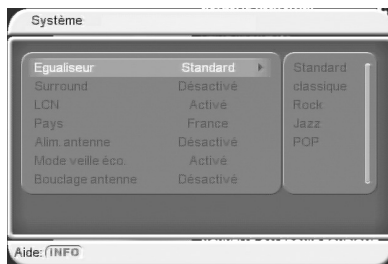 Système
Egualiseur Standard Standard
Surround Désactivé classique
LCN Activé Rock
Pays France Jazz
Alim. antenne Désactivé POP
Mode veille éco. Activé
Bouclage antenne Désactivé
Aide: INFO